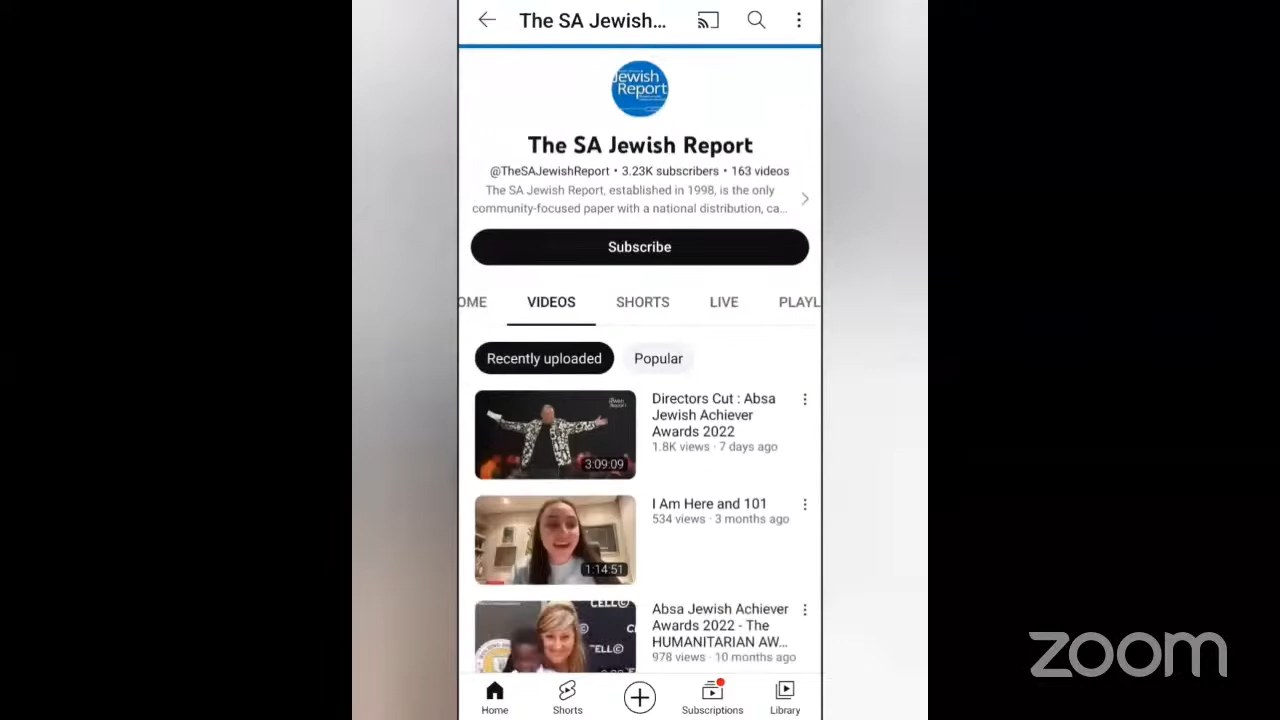 The SA Jewish...
Jewish
Report
The SA Jewish Report
@TheSAJewishReport • 3.23K subscribers • 163 videos
The SA Jewish Report, established in 1998, is the only
community-focused paper with a national distribution, ca...
Subscribe
OME VIDEOS SHORTS LIVE PLAYL
Recently uploaded Popular
Directors Cut : Absa
Jewish Achiever
Awards 2022
1.8K views · 7 days ago
3:09:09
I Am Here and 101
534 views · 3 months ago
1:14:51
Absa Jewish Achiever
Awards 2022 - The
HUMANITARIAN AW...
978 views · 10 months ago
CELLC
Home Shorts Subscriptions Library
zoom